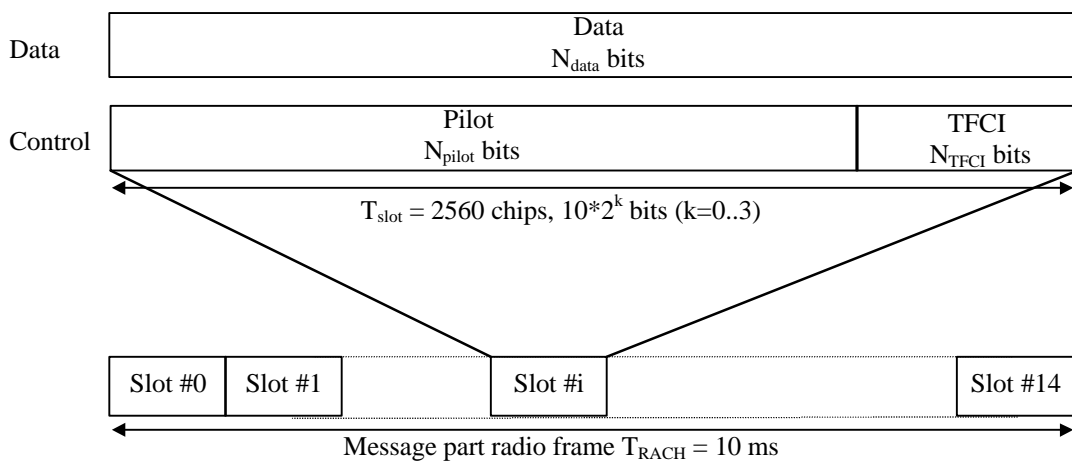 Data
Data
N_data bits
Control
Pilot
N_pilot bits
TFCI
N_TFCI bits
T_slot = 2560 chips, 10*2^k bits (k=0..3)
Slot #0
Slot #1
Slot #i
Slot #14
Message part radio frame T_RACH = 10 ms